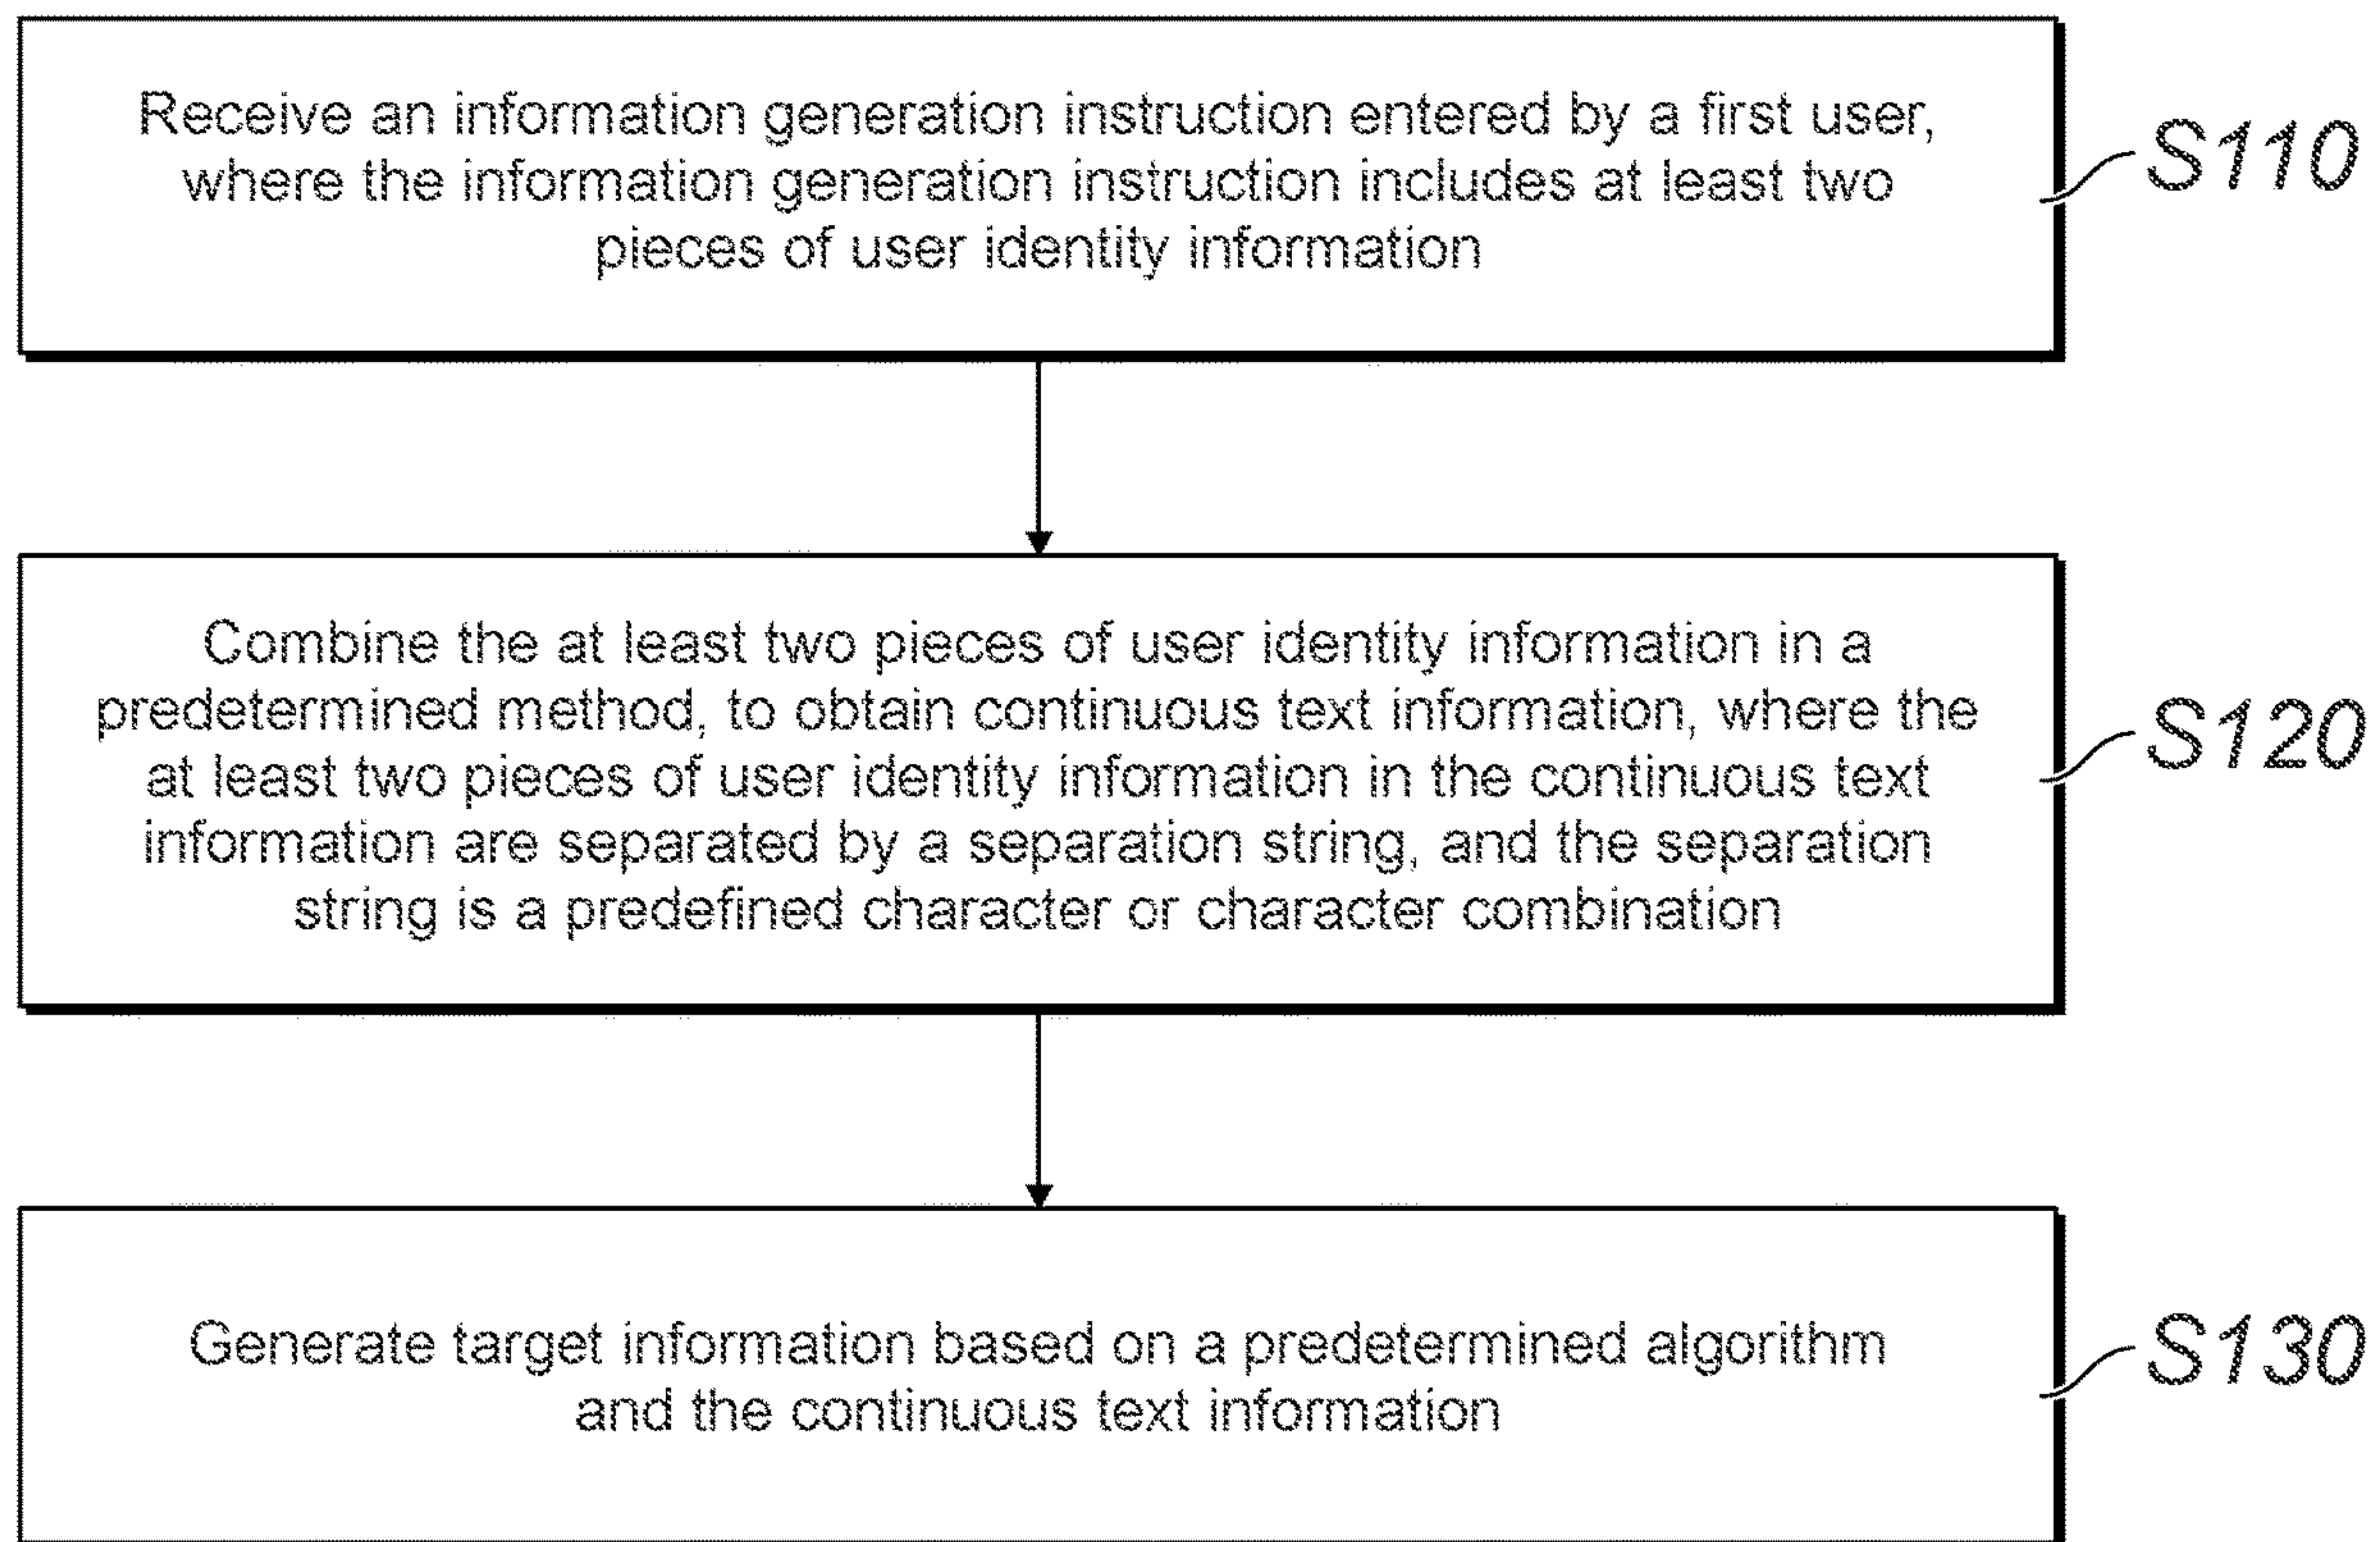 Receive an information generation instruction entered by a first user,
where the information generation instruction includes at least two
pieces of user identity information
S110
Combine the at least two pieces of user identity information in a
predetermined method, to obtain continuous text information, where the
at least two pieces of user identity information in the continuous text
information are separated by a separation string, and the separation
string is a predefined character or character combination
S120
Generate target information based on a predetermined algorithm
and the continuous text information
S130